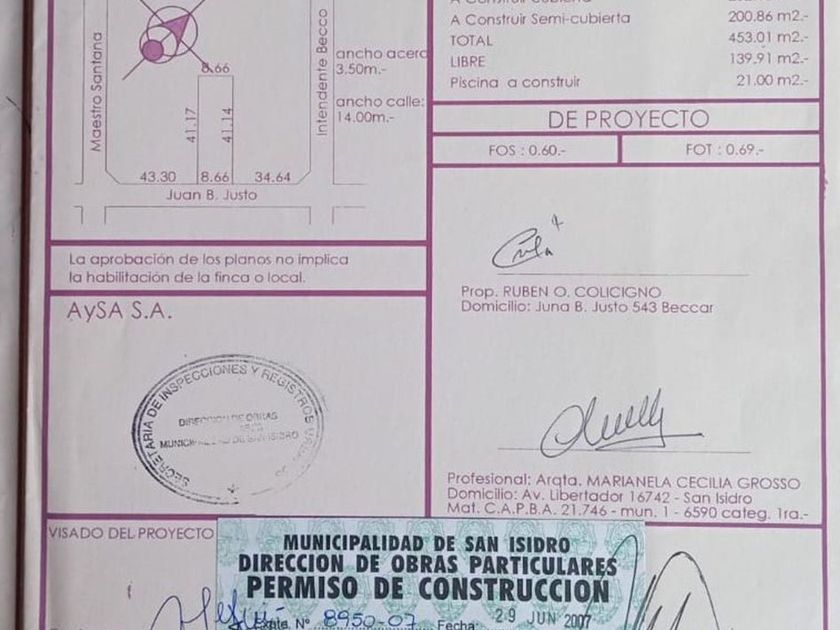 A Construir Semi-cubierta 200.86 m2.-
TOTAL 453.01 m2.-
LIBRE 139.91 m2.-
Piscina a construir 21.00 m2.-
DE PROYECTO
FOS : 0.60.- FOT : 0.69.-
Maestro Santana
Intendente Becco
ancho acera
3.50m.-
ancho calle:
14.00m.-
8.66
41.17
41.14
43.30 8.66 34.64
Juan B. Justo
La aprobación de los planos no implica
la habilitación de la finca o local.
AySA S.A.
SECRETARIA DE INSPECCIONES Y REGISTROS
DIRECCION DE OBRAS
MUNICIPALIDAD DE SAN ISIDRO
Prop. RUBEN O. COLICIGNO
Domicilio: Juna B. Justo 543 Beccar
Profesional: Arqta. MARIANELA CECILIA GROSSO
Domicilio: Av. Libertador 16742 - San Isidro
Mat. C.A.P.B.A. 21.746 - mun. 1 - 6590 categ. 1ra.-
VISADO DEL PROYECTO
MUNICIPALIDAD DE SAN ISIDRO
DIRECCION DE OBRAS PARTICULARES
PERMISO DE CONSTRUCCION
Expte. Nº 8950-07 Fecha: 29 JUN 2007